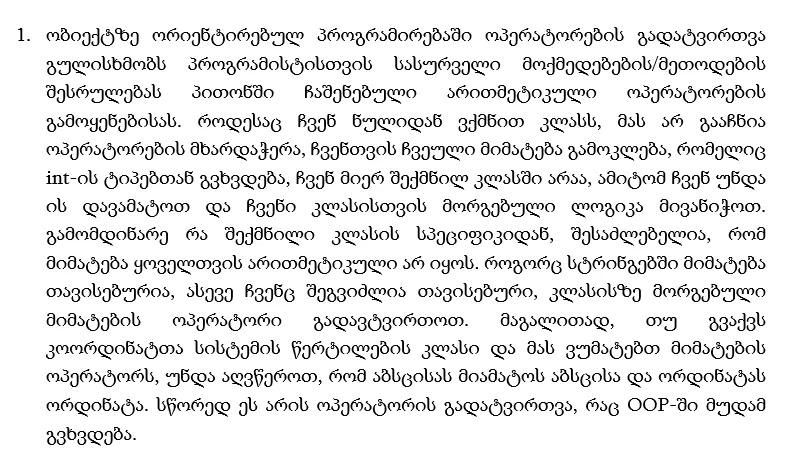 1. ობიექტზე ორიენტირებულ პროგრამირებაში ოპერატორების გადატვირთვა
გულისხმობს პროგრამისტისთვის სასურველი მოქმედებების/მეთოდების
შესრულებას პითონში ჩაშენებული არითმეტიკული ოპერატორების
გამოყენებისას. როდესაც ჩვენ ნულიდან ვქმნით კლასს, მას არ გააჩნია
ოპერატორების მხარდაჭერა, ჩვენთვის ჩვეული მიმატება გამოკლება, რომელიც
int-ის ტიპებთან გვხვდება, ჩვენ მიერ შექმნილ კლასში არაა, ამიტომ ჩვენ უნდა
ის დავამატოთ და ჩვენი კლასისთვის მორგებული ლოგიკა მივანიჭოთ.
გამომდინარე რა შექმნილი კლასის სპეციფიკიდან, შესაძლებელია, რომ
მიმატება ყოველთვის არითმეტიკული არ იყოს. როგორც სტრინგებში მიმატება
თავისებურია, ასევე ჩვენც შეგვიძლია თავისებური, კლასისზე მორგებული
მიმატების ოპერატორი გადავტვირთოთ. მაგალითად, თუ გვაქვს
კოორდინატთა სისტემის წერტილების კლასი და მას ვუმატებთ მიმატების
ოპერატორს, უნდა აღვწეროთ, რომ აბსცისას მიამატოს აბსცისა და ორდინატას
ორდინატა. სწორედ ეს არის ოპერატორის გადატვირთვა, რაც OOP-ში მუდამ
გვხვდება.